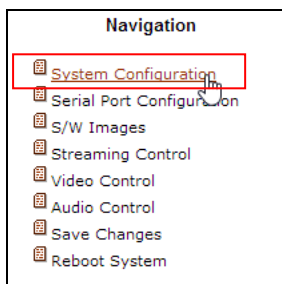 Navigation
System Configuration
Serial Port Configuration
S/W Images
Streaming Control
Video Control
Audio Control
Save Changes
Reboot System